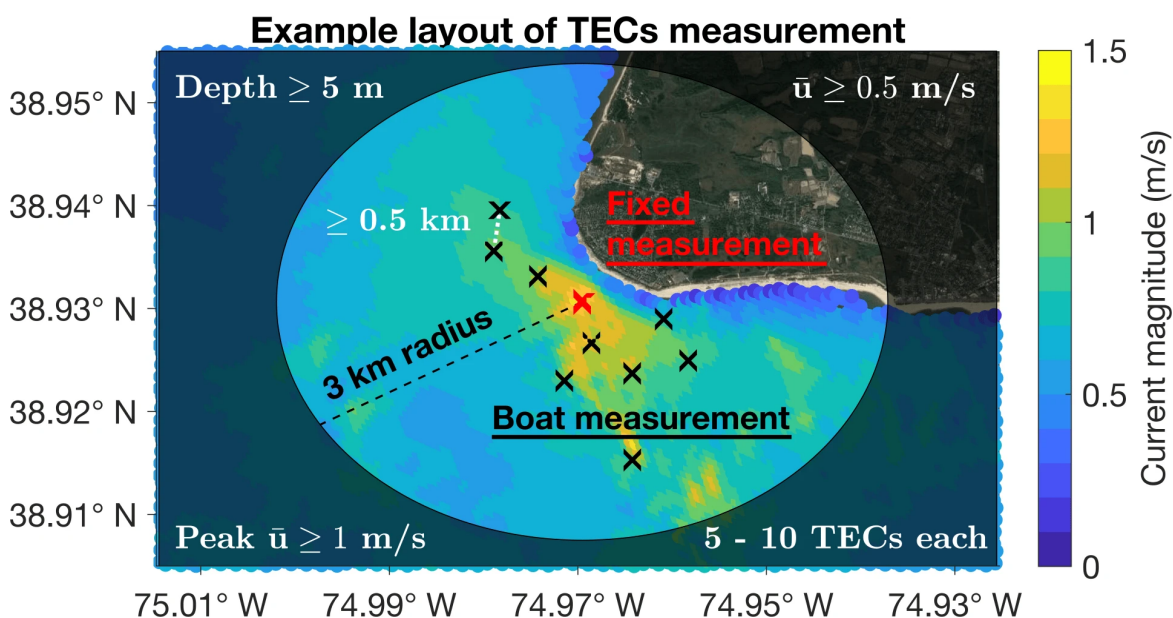 Example layout of TECs measurement
Depth ≥ 5 m
ū ≥ 0.5 m/s
≥ 0.5 km
Fixed
measurement
3 km radius
Boat measurement
Peak ū ≥ 1 m/s
5 - 10 TECs each
38.95° N
38.94° N
38.93° N
38.92° N
38.91° N
75.01° W
74.99° W
74.97° W
74.95° W
74.93° W
1.5
1
0.5
0
Current magnitude (m/s)